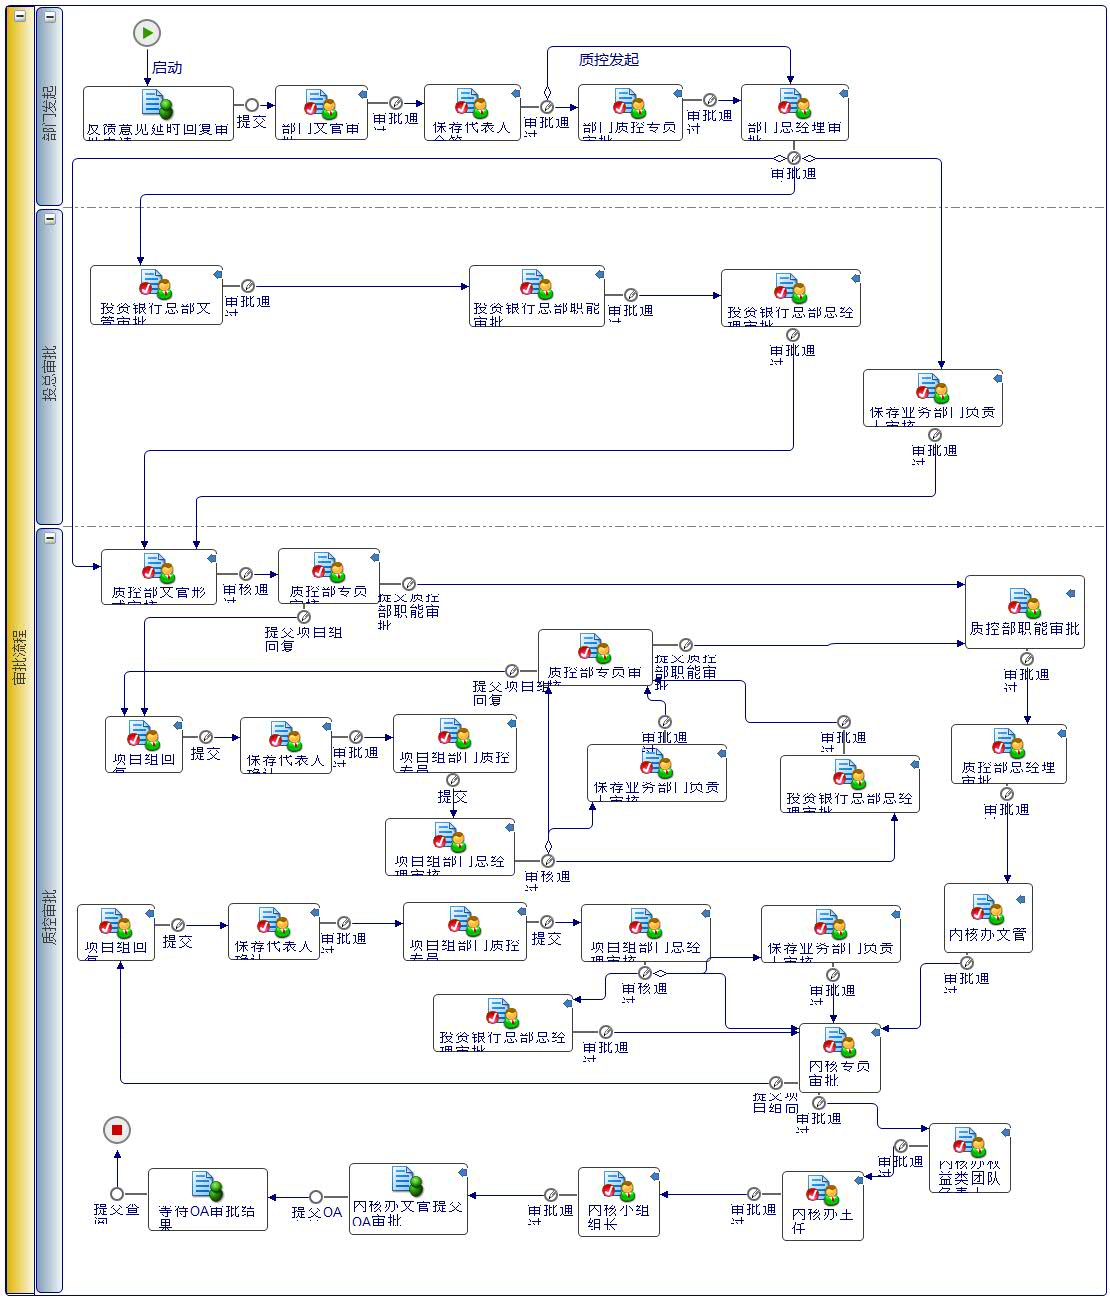 审批流程
部门发起
启动
质控发起
反馈意见延时回复审
提交
部门文管审
审批通
过
保荐代表人
审批通
过
部门质控专员
审批
审批通
过
部门总经理审
审批通
投总审批
投资银行总部文
管审批
审批通
过
投资银行总部职能
审批
审批通
过
投资银行总部总经
理审批
审批通
过
保荐业务部门负责
人审核
审批通
过
质控审批
质控部文管形
式审核
审核通
过
质控部专员
审核
提交质控
部职能审
批
提交项目组
回复
质控部职能审批
审批通
过
质控部专员审
提交质控
部职能审
批
提交项目组
回复
项目组回
复
提交
保荐代表人
确认
审批通
过
项目组部门质控
专员
提交
审批通
过
审批通
过
保荐业务部门负责
人审核
投资银行总部总经
理审批
质控部总经理
审批
审批通
过
项目组部门总经
理审核
审核通
过
项目组回
复
提交
保荐代表人
确认
审批通
过
项目组部门质控
专员
提交
项目组部门总经
理审核
审核通
过
保荐业务部门负责
人审核
审批通
过
内核办文管
审批通
过
投资银行总部总经
理审批
审批通
过
内核专员
审批
提交项
目组回
审批通
过
内核办权
益类团队
负责人
审批通
过
内核办主
任
审批通
过
内核小组
组长
审批通
过
内核办文管提交
OA审批
提交OA
等待OA审批结
果
提交查
阅